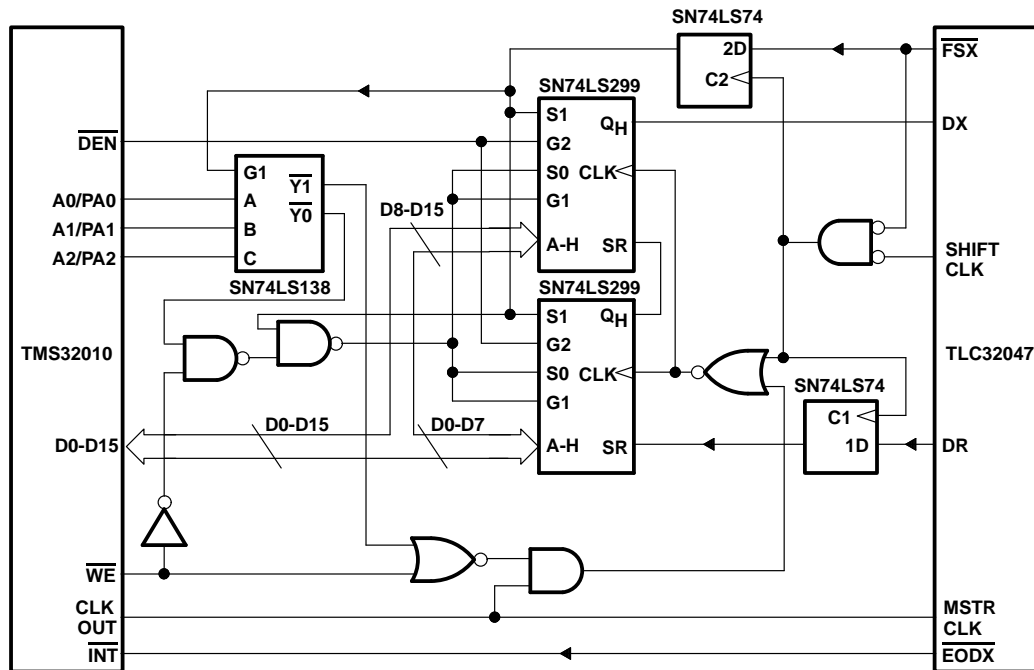 SN74LS74
2D
C2
FSX
SN74LS299
S1
QH
G2
S0
CLK
G1
A-H
SR
DX
DEN
G1
A
B
C
Y1
Y0
SN74LS138
A0/PA0
A1/PA1
A2/PA2
D8-D15
SHIFT
CLK
SN74LS299
S1
QH
G2
S0
CLK
G1
A-H
SR
TMS32010
TLC32047
SN74LS74
C1
1D
DR
D0-D15
D0-D15
D0-D7
WE
CLK
OUT
MSTR
CLK
INT
EODX